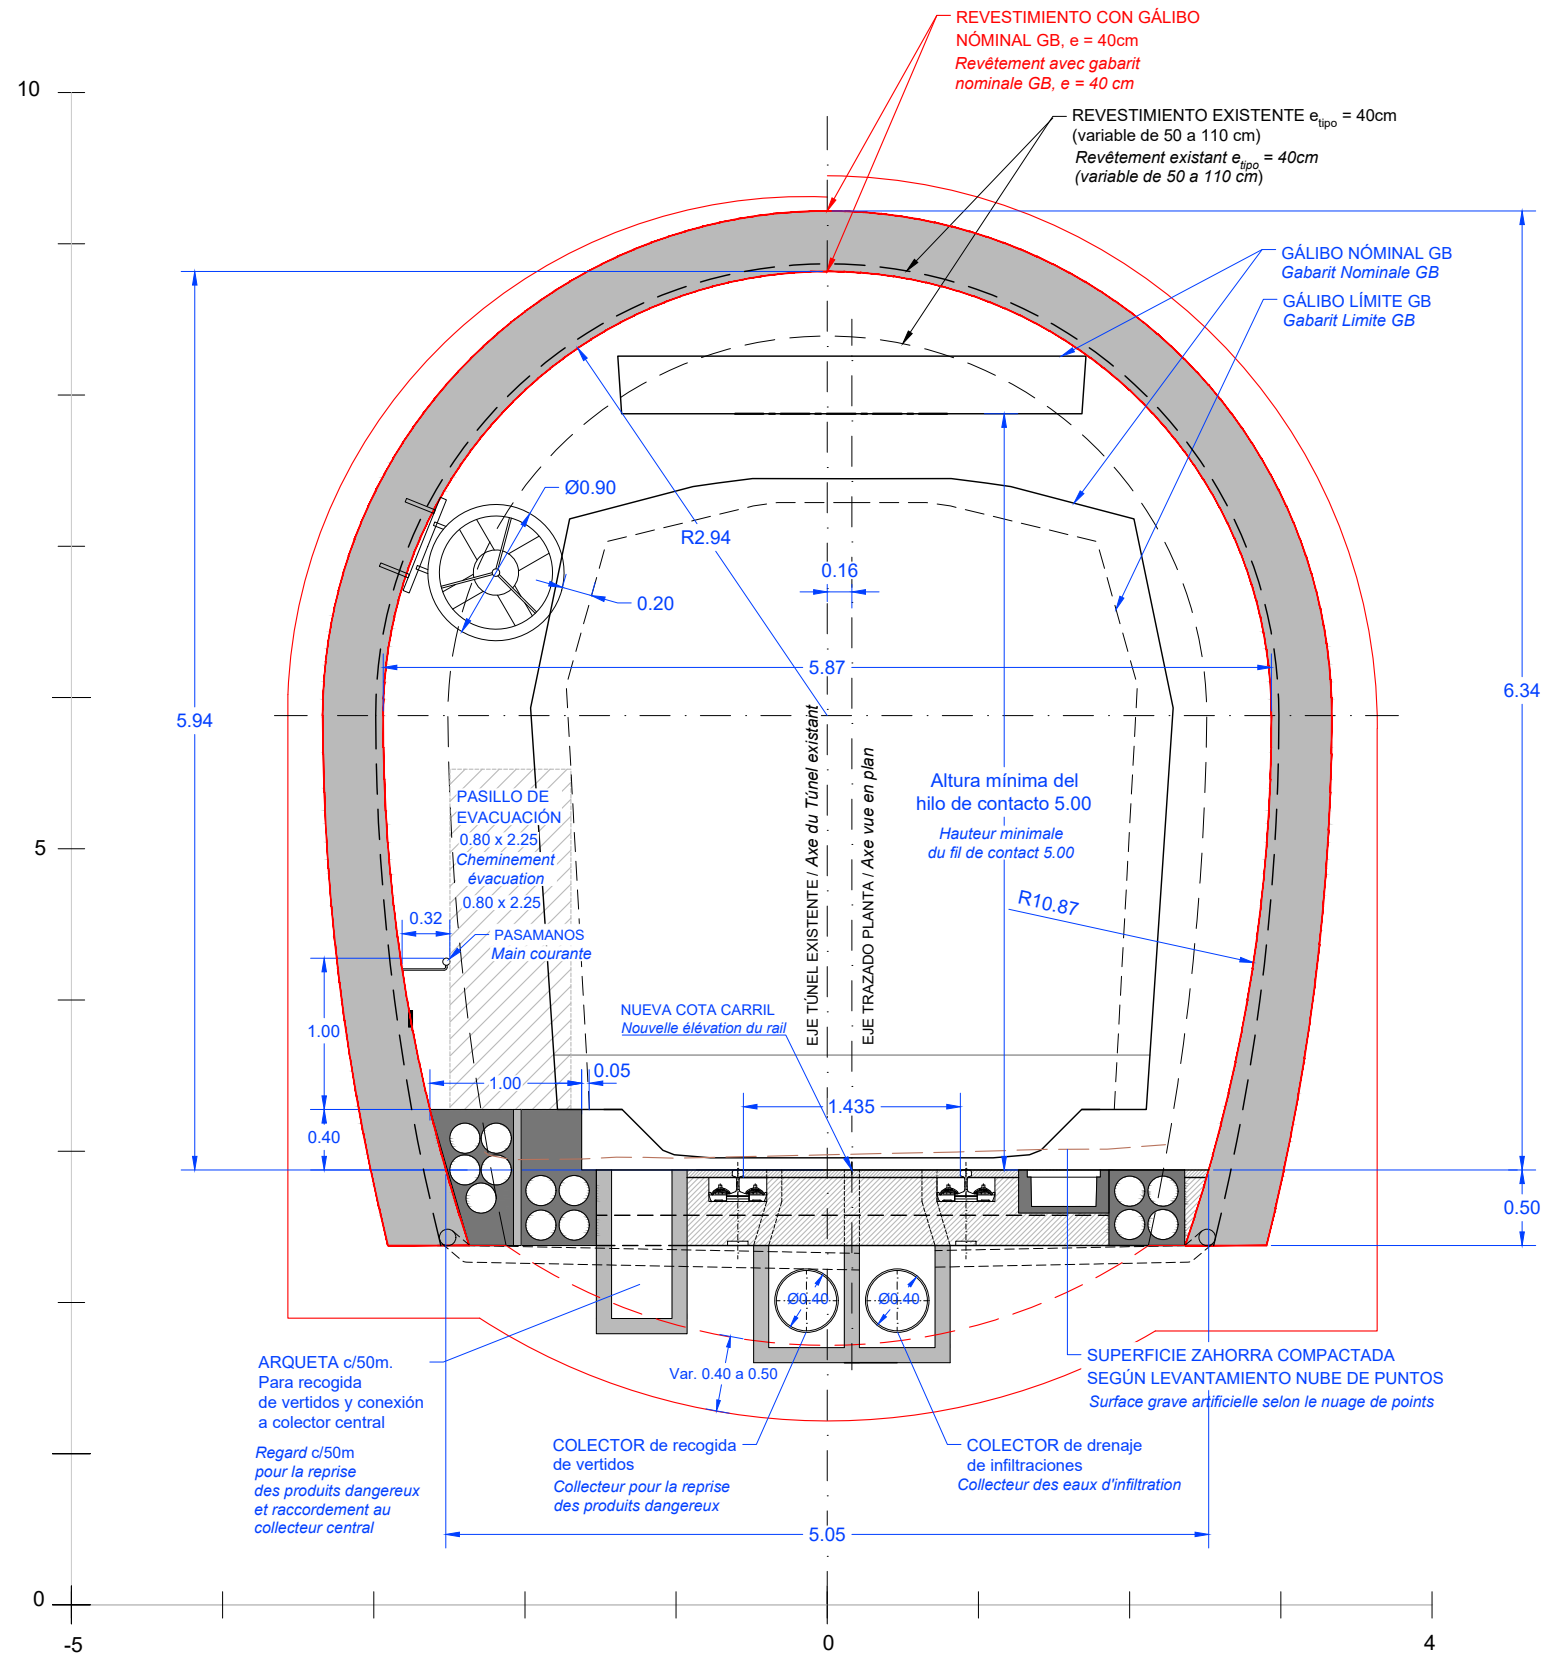 REVESTIMIENTO CON GÁLIBO
NÓMINAL GB, e = 40cm
Revêtement avec gabarit
nominale GB, e = 40 cm
10
REVESTIMIENTO EXISTENTE etipo = 40cm
(variable de 50 a 110 cm)
Revêtement existant etipo = 40cm
(variable de 50 a 110 cm)
GÁLIBO NÓMINAL GB
Gabarit Nominale GB
GÁLIBO LÍMITE GB
Gabarit Limite GB
Ø0.90
R2.94
0.16
0.20
5.87
5.94
6.34
EJE TÚNEL EXISTENTE / Axe du Túnel existant
EJE TRAZADO PLANTA / Axe vue en plan
Altura mínima del
hilo de contacto 5.00
Hauteur minimale
du fil de contact 5.00
PASILLO DE
EVACUACIÓN
0.80 x 2.25
Cheminement
évacuation
0.80 x 2.25
5
R10.87
0.32
PASAMANOS
Main courante
NUEVA COTA CARRIL
Nouvelle élévation du rail
1.00
0.05
1.00
1.435
0.40
0.50
Ø0.40
Ø0.40
ARQUETA c/50m.
Para recogida
de vertidos y conexión
a colector central
Regard c/50m
pour la reprise
des produits dangereux
et raccordement au
collecteur central
Var. 0.40 a 0.50
SUPERFICIE ZAHORRA COMPACTADA
SEGÚN LEVANTAMIENTO NUBE DE PUNTOS
Surface grave artificielle selon le nuage de points
COLECTOR de recogida
de vertidos
Collecteur pour la reprise
des produits dangereux
COLECTOR de drenaje
de infiltraciones
Collecteur des eaux d'infiltration
5.05
0
-5
0
4